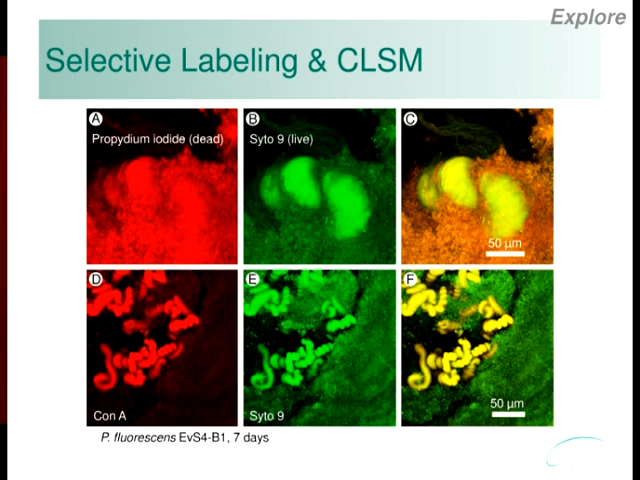 Explore
Selective Labeling & CLSM
A
Propydium iodide (dead)
B
Syto 9 (live)
C
50 µm
D
Con A
E
Syto 9
F
50 µm
P. fluorescens EvS4-B1, 7 days